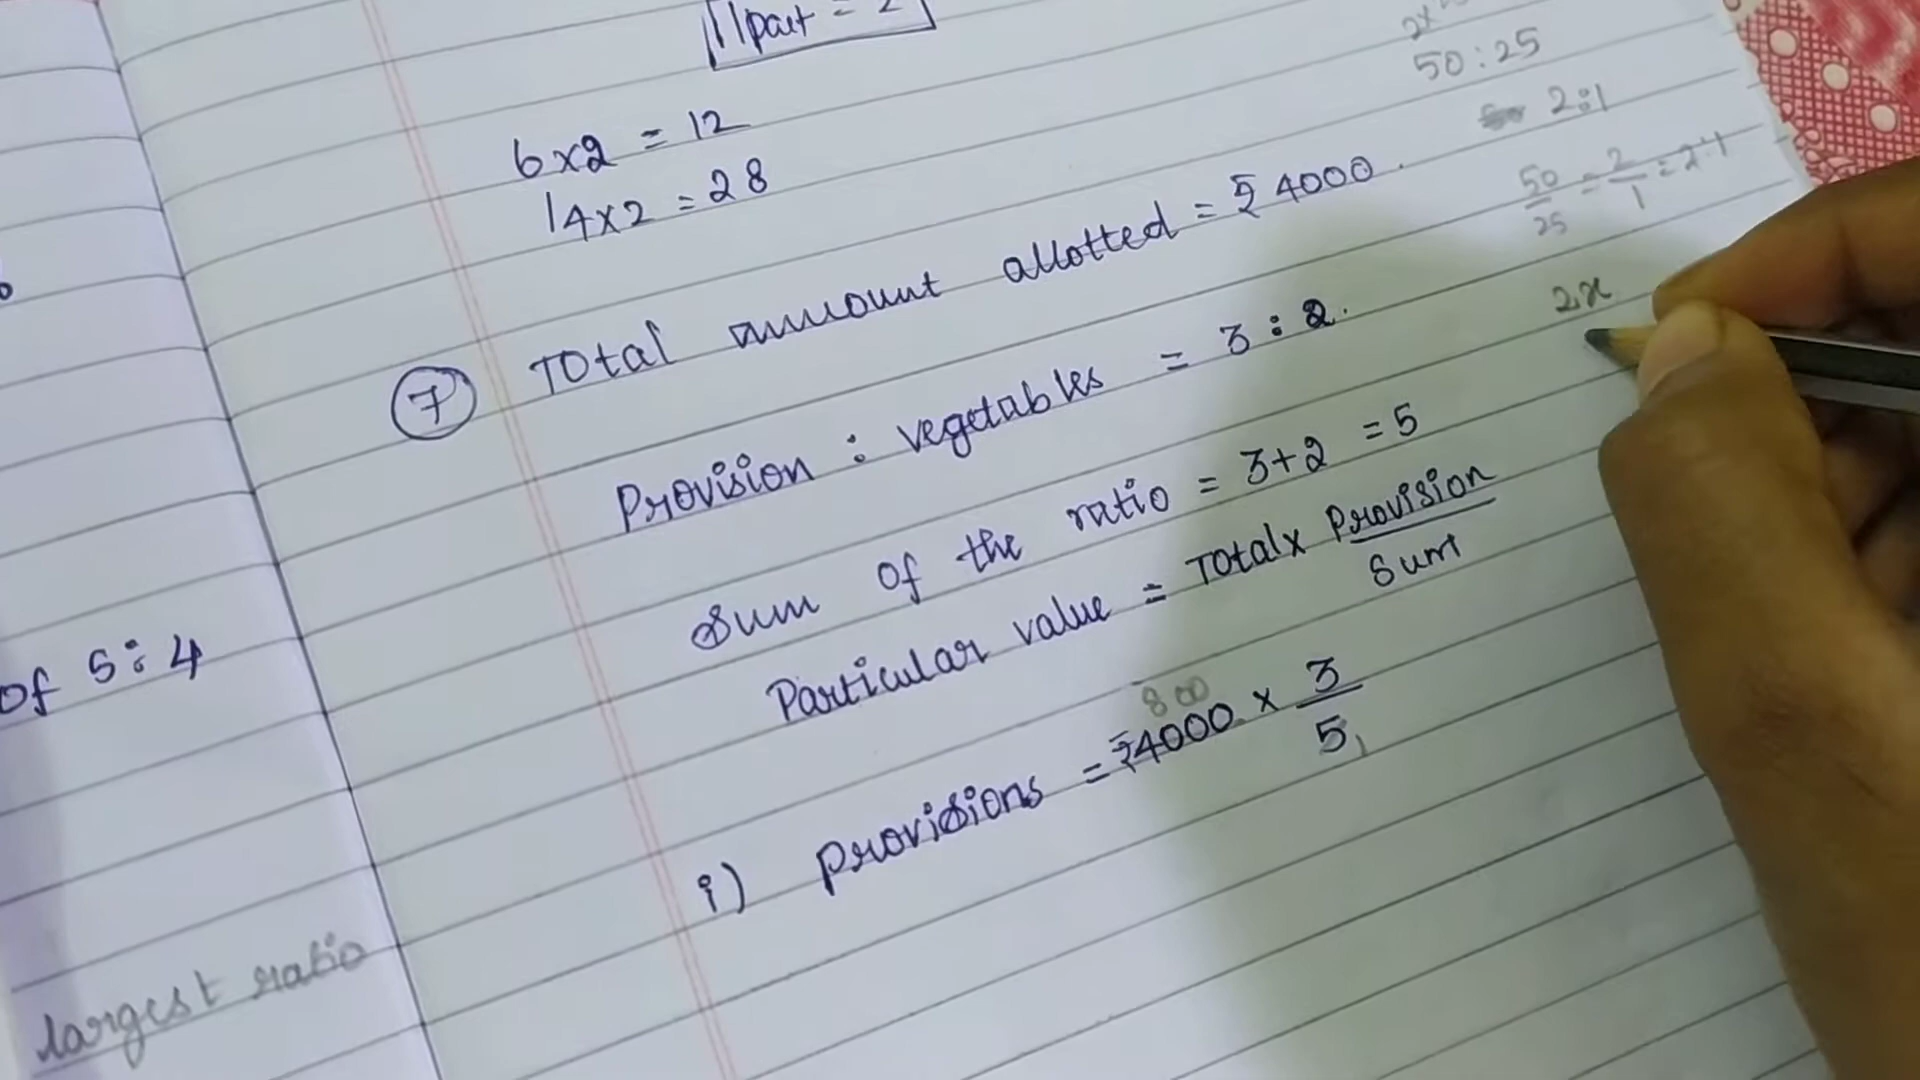 11part = 2
6x2 = 12
14x2 = 28
50:25
2:1
50/25 = 2/1 = 2:1
2x
7 Total amount allotted = ₹ 4000.
Provision : vegetables = 3 : 2.
Sum of the ratio = 3+2 = 5
Particular value = Total x Provision/Sum
800
i) Provisions = ₹4000 x 3/5
of 5:4
largest ratio